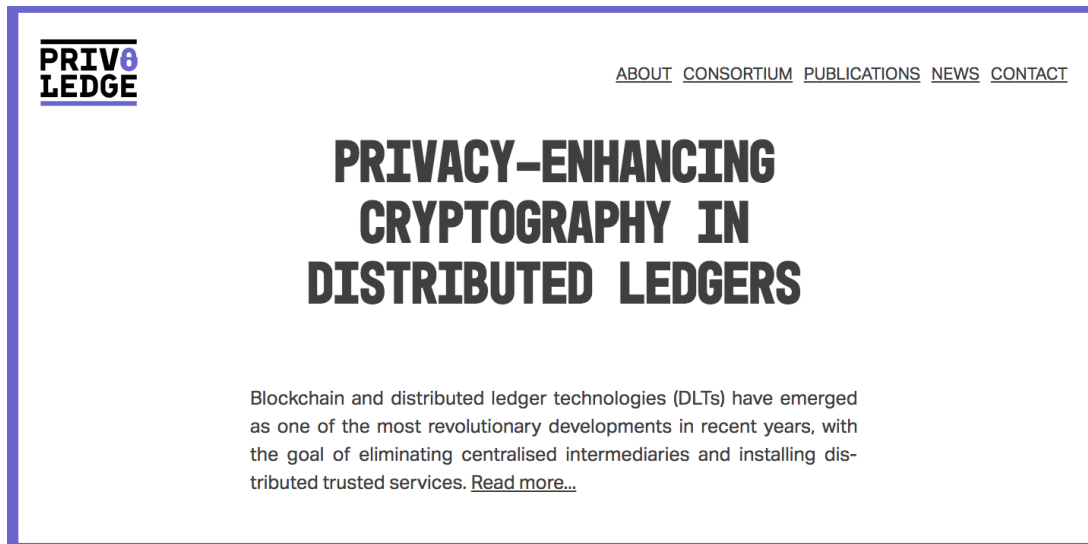 PRIV
LEDGE
ABOUT CONSORTIUM PUBLICATIONS NEWS CONTACT
PRIVACY-ENHANCING
CRYPTOGRAPHY IN
DISTRIBUTED LEDGERS
Blockchain and distributed ledger technologies (DLTs) have emerged
as one of the most revolutionary developments in recent years, with
the goal of eliminating centralised intermediaries and installing dis-
tributed trusted services. Read more...